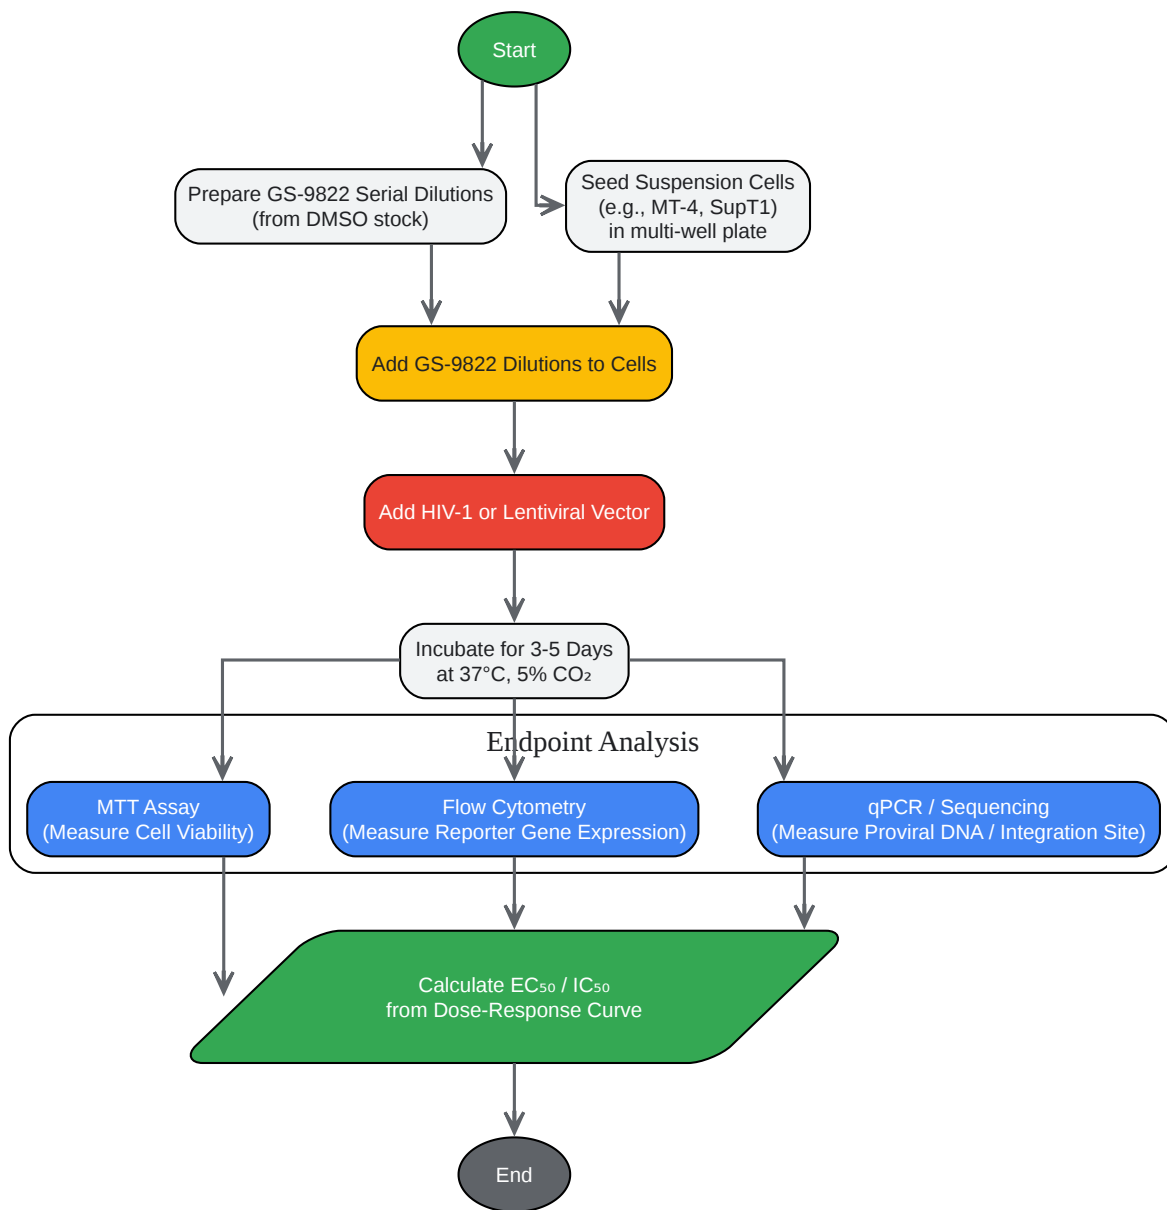 Start
Prepare GS-9822 Serial Dilutions
(from DMSO stock)
Seed Suspension Cells
(e.g., MT-4, SupT1)
in multi-well plate
Add GS-9822 Dilutions to Cells
Add HIV-1 or Lentiviral Vector
Incubate for 3-5 Days
at 37°C, 5% CO₂
Endpoint Analysis
MTT Assay
(Measure Cell Viability)
Flow Cytometry
(Measure Reporter Gene Expression)
qPCR / Sequencing
(Measure Proviral DNA / Integration Site)
Calculate EC₅₀ / IC₅₀
from Dose-Response Curve
End